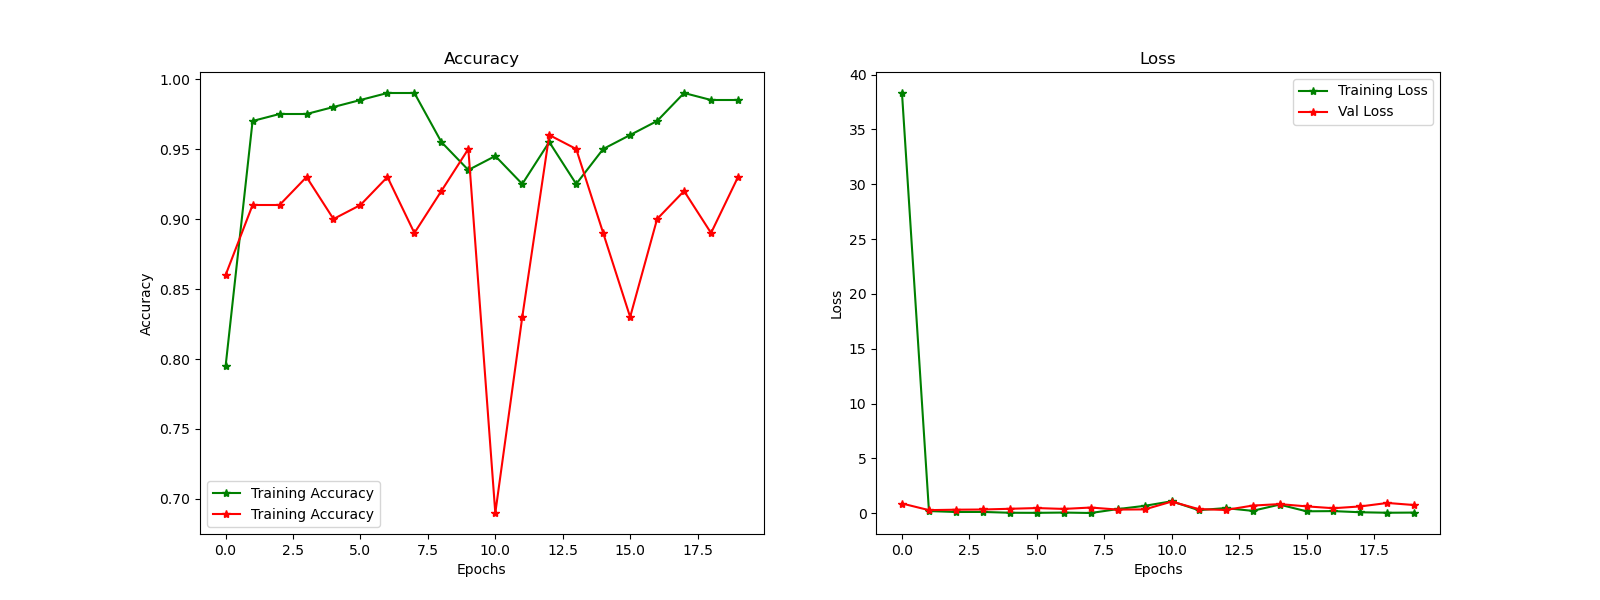 Accuracy
1.00
0.95
0.90
0.85
0.80
0.75
0.70
Accuracy
Training Accuracy
Training Accuracy
0.0 2.5 5.0 7.5 10.0 12.5 15.0 17.5
Epochs
Loss
40
35
30
25
20
15
10
5
0
Loss
Training Loss
Val Loss
0.0 2.5 5.0 7.5 10.0 12.5 15.0 17.5
Epochs